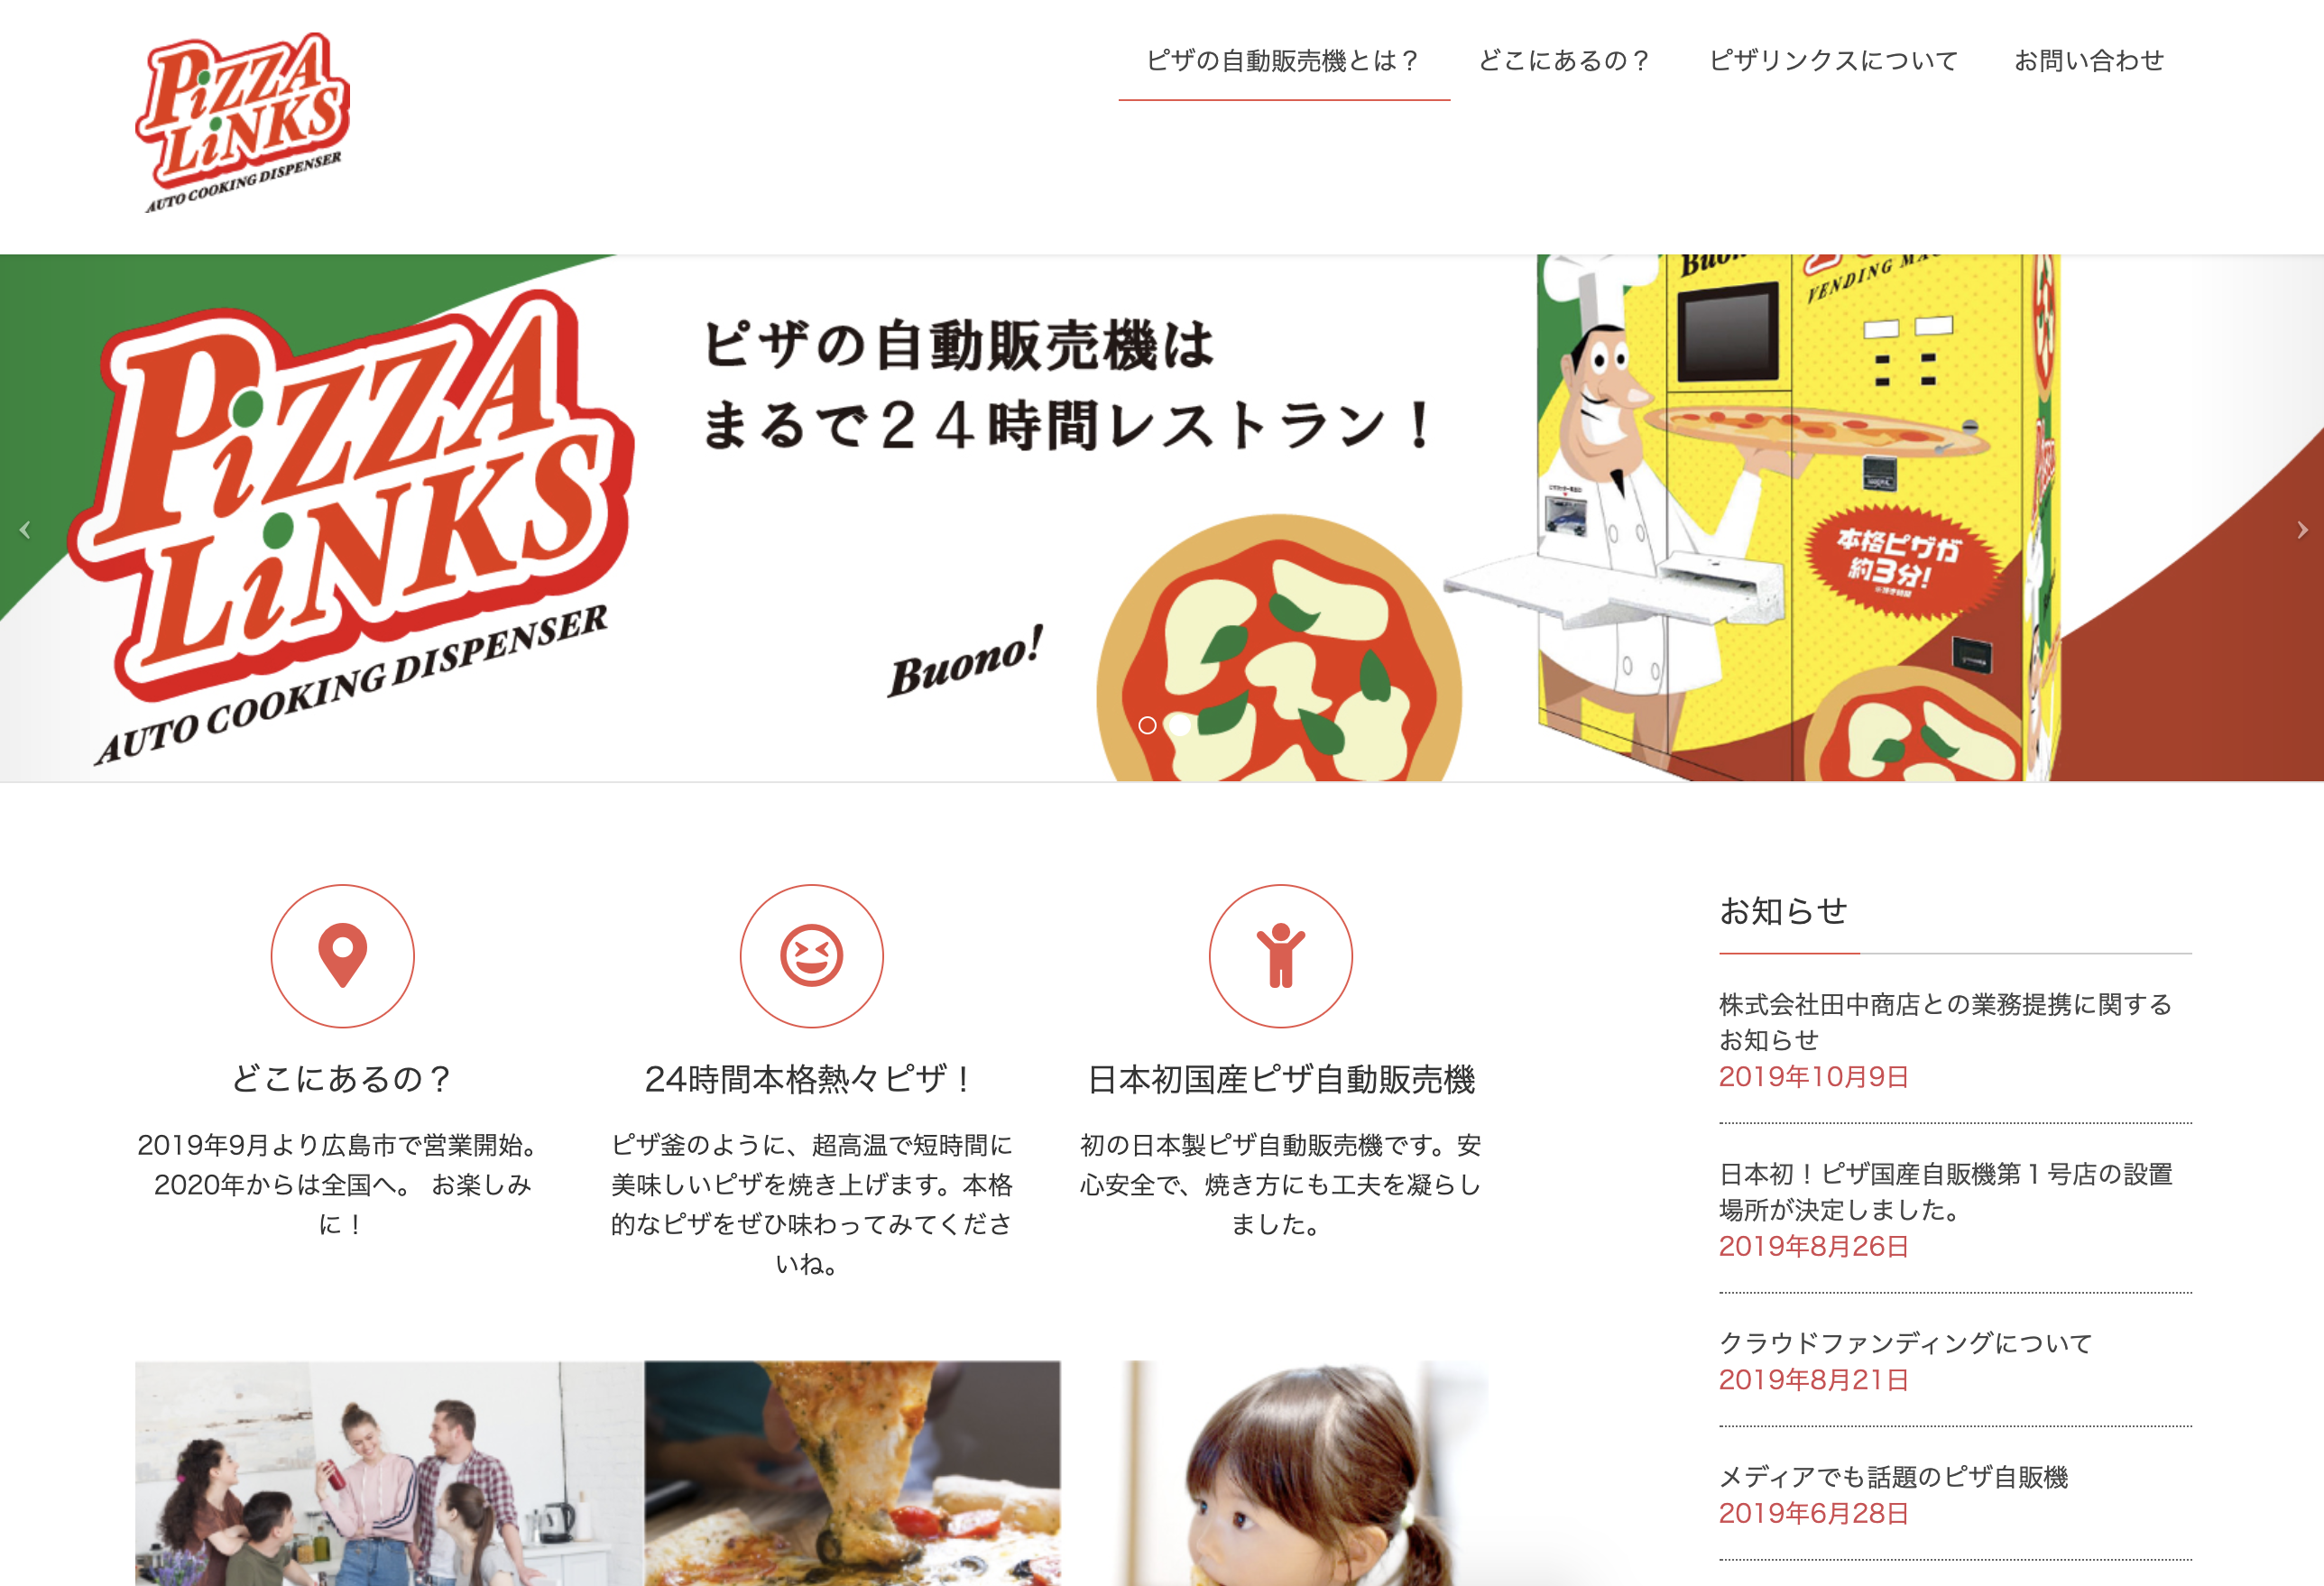 PiZZA
LiNKS
AUTO COOKING DISPENSER
ピザの自動販売機とは？
どこにあるの？
ピザリンクスについて
お問い合わせ
PiZZA
LiNKS
AUTO COOKING DISPENSER
ピザの自動販売機は
まるで２４時間レストラン！
Buono!
VENDING
本格ピザが
約3分!
どこにあるの？
2019年9月より広島市で営業開始。
2020年からは全国へ。 お楽しみ
に！
24時間本格熱々ピザ！
ピザ釜のように、超高温で短時間に
美味しいピザを焼き上げます。本格
的なピザをぜひ味わってみてくださ
いね。
日本初国産ピザ自動販売機
初の日本製ピザ自動販売機です。安
心安全で、焼き方にも工夫を凝らし
ました。
お知らせ
株式会社田中商店との業務提携に関する
お知らせ
2019年10月9日
日本初！ピザ国産自販機第１号店の設置
場所が決定しました。
2019年8月26日
クラウドファンディングについて
2019年8月21日
メディアでも話題のピザ自販機
2019年6月28日